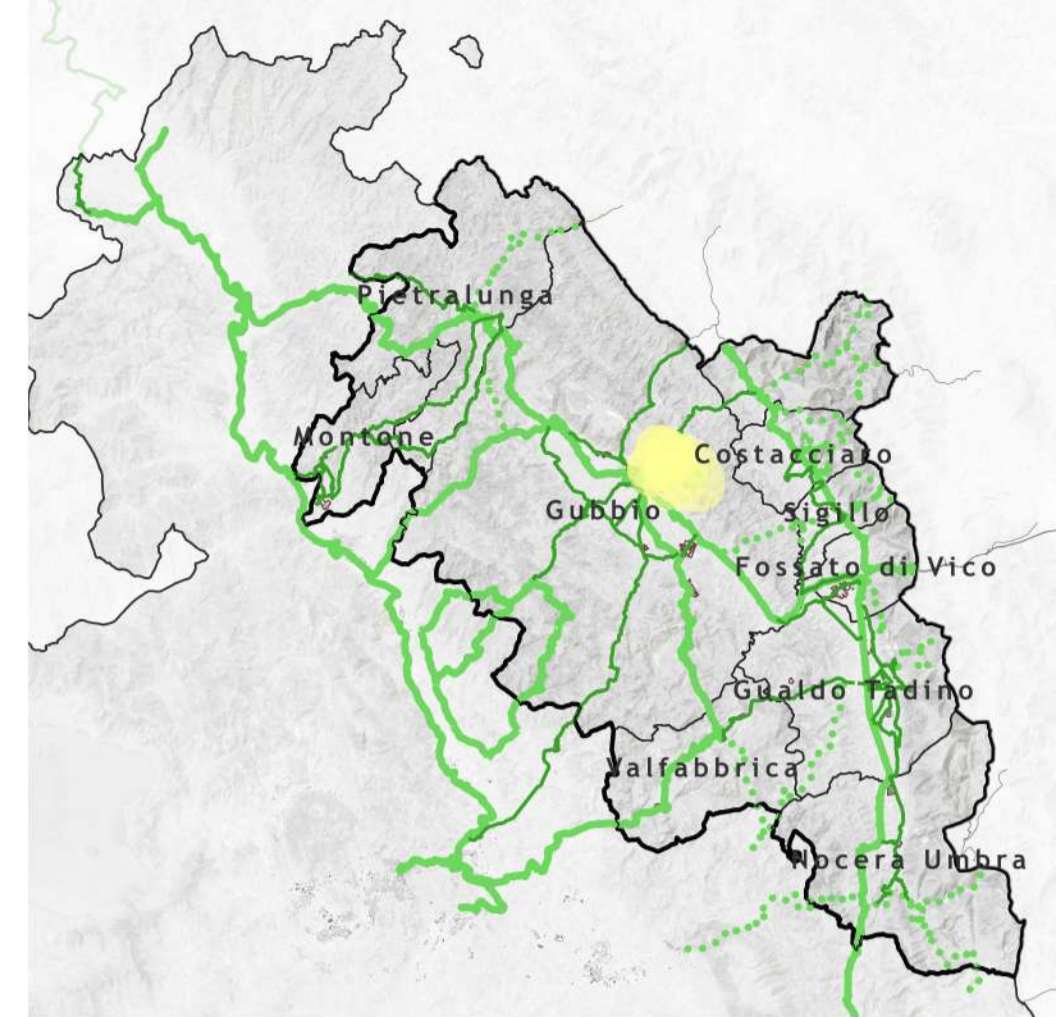 Pietralunga
Montone
Costacciaro
Gubbio
Sigillo
Fossato di Vico
Gualdo Tadino
Valfabbrica
Nocera Umbra